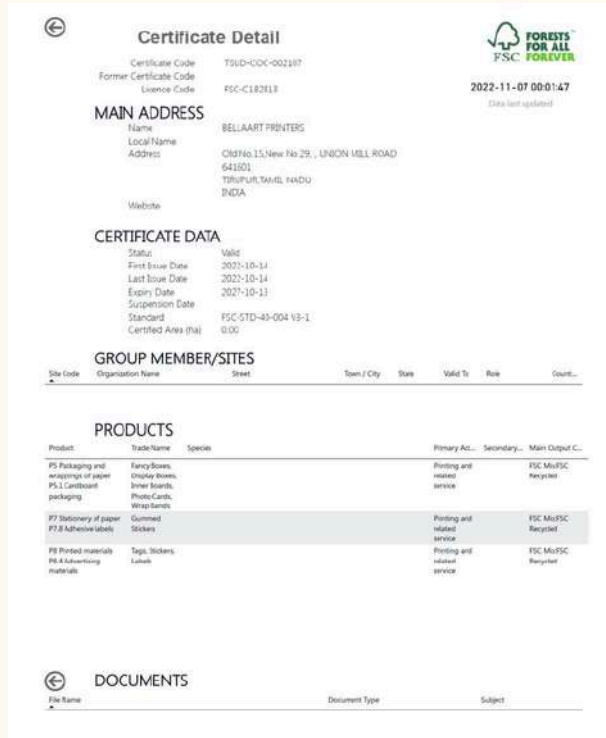 Certificate Detail
FSC
FORESTS
FOR ALL
FOREVER
Certificate Code
Former Certificate Code
Licence Code FSC-C182813
2022-11-07 00:01:47
Data last updated
MAIN ADDRESS
Name BELLAART PRINTERS
Local Name
Address Old No.15,New No.29, , UNION MILL ROAD
641601
TIRUPUR,TAMIL NADU
INDIA
Website
CERTIFICATE DATA
Status Valid
First Issue Date 2022-10-14
Last Issue Date 2022-10-14
Expiry Date 2027-10-13
Suspension Date
Standard FSC-STD-40-004 V3-1
Certified Area (ha) 0.00
GROUP MEMBER/SITES
Site Code Organization Name Street Town / City State Valid To Role Count...
PRODUCTS
Product Trade Name Species Primary Act... Secondary... Main Output C...
P5 Packaging and wrappings of paper P5.1 Cardboard packaging
Fancy Boxes, Display Boxes, Inner Boards, Photo Cards, Wrap Bands
Printing and related service
FSC Mix;FSC Recycled
P7 Stationery of paper P7.8 Adhesive labels
Gummed Stickers
Printing and related service
FSC Mix;FSC Recycled
P8 Printed materials P8.4 Advertising materials
Tags, Stickers, Labels
Printing and related service
FSC Mix;FSC Recycled
DOCUMENTS
File Name Document Type Subject